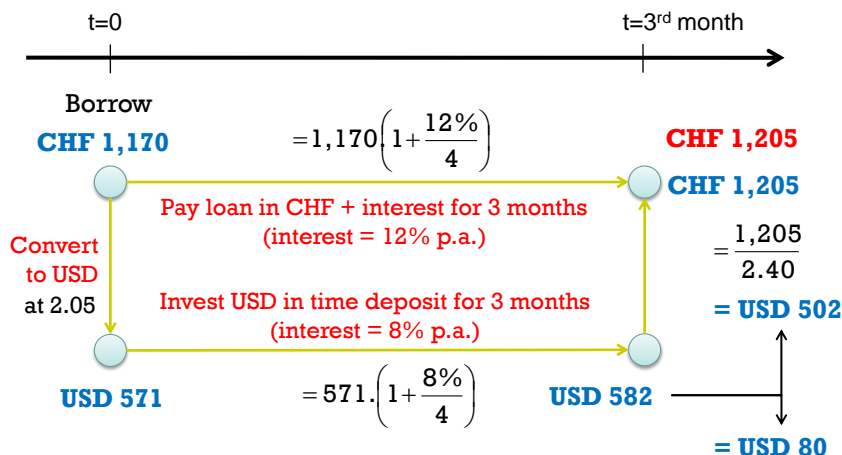 t=0
t=3rd month
Borrow
CHF 1,170
=1,170.(1+12%/4)
CHF 1,205
CHF 1,205
Pay loan in CHF + interest for 3 months
(interest = 12% p.a.)
Convert
to USD
at 2.05
=1,205/2.40
Invest USD in time deposit for 3 months
(interest = 8% p.a.)
= USD 502
USD 571
=571.(1+8%/4)
USD 582
= USD 80